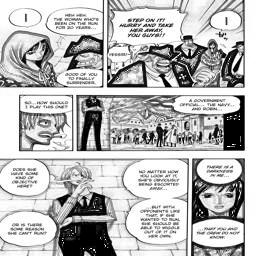 HEH HEH,
THE WOMAN WHO'S
BEEN ON THE RUN
FOR 20 YEARS...
GOOD OF YOU
TO FINALLY
SURRENDER.
STEP ON IT!
HURRY AND TAKE
HER AWAY,
YOU GUYS!!
YESSIR!
SO... HOW SHOULD
I PLAY THIS ONE?
A GOVERNMENT
OFFICIAL... THE NAVY...
AND ROBIN...
DOES SHE
HAVE SOME
KIND OF
OBJECTIVE
HERE?
OR IS THERE
SOME REASON
SHE CAN'T RUN?
NO MATTER HOW
YOU LOOK AT IT,
SHE'S OBVIOUSLY
BEING ESCORTED
AWAY...
...BUT WITH
OPPONENTS LIKE
THAT, IF SHE
WANTED TO RUN, SHE
SHOULD BE ABLE TO
WIGGLE
OUT OF IT ON
HER OWN.
THERE IS A
DARKNESS
...THAT YOU AND
THE CREW DO NOT
KNOW.